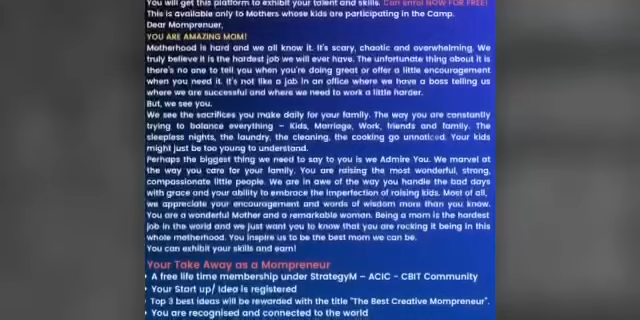 You will get this platform to exhibit your talent and skills. Can enrol NOW FOR FREE!
This is available only to Mothers whose kids are participating in the Camp.
Dear Momprenuer,
YOU ARE AMAZING MOM!
Motherhood is hard and we all know it. It's scary, chaotic and overwhelming. We
truly believe it is the hardest job we will ever have. The unfortunate thing about it is
there's no one to tell you when you're doing great or offer a little encouragement
when you need it. It's not like a job in an office where we have a boss telling us
where we are successful and where we need to work a little harder.
But, we see you.
We see the sacrifices you make daily for your family. The way you are constantly
trying to balance everything – Kids, Marriage, Work, friends and family. The
sleepless nights, the laundry, the cleaning, the cooking go unnoticed. Your kids
might just be too young to understand.
Perhaps the biggest thing we need to say to you is we Admire You. We marvel at
the way you care for your family. You are raising the most wonderful, strong,
compassionate little people. We are in awe of the way you handle the bad days
with grace and your ability to embrace the imperfection of raising kids. Most of all,
we appreciate your encouragement and words of wisdom more than you know.
You are a wonderful Mother and a remarkable woman. Being a mom is the hardest
job in the world and we just want you to know that you are rocking it being in this
whole motherhood. You inspire us to be the best mom we can be.
You can exhibit your skills and earn!
Your Take Away as a Mompreneur
• A free life time membership under StrategyM – ACIC - CBIT Community
• Your Start up/ Idea is registered
• Top 3 best ideas will be rewarded with the title "The Best Creative Mompreneur".
• You are recognised and connected to the world